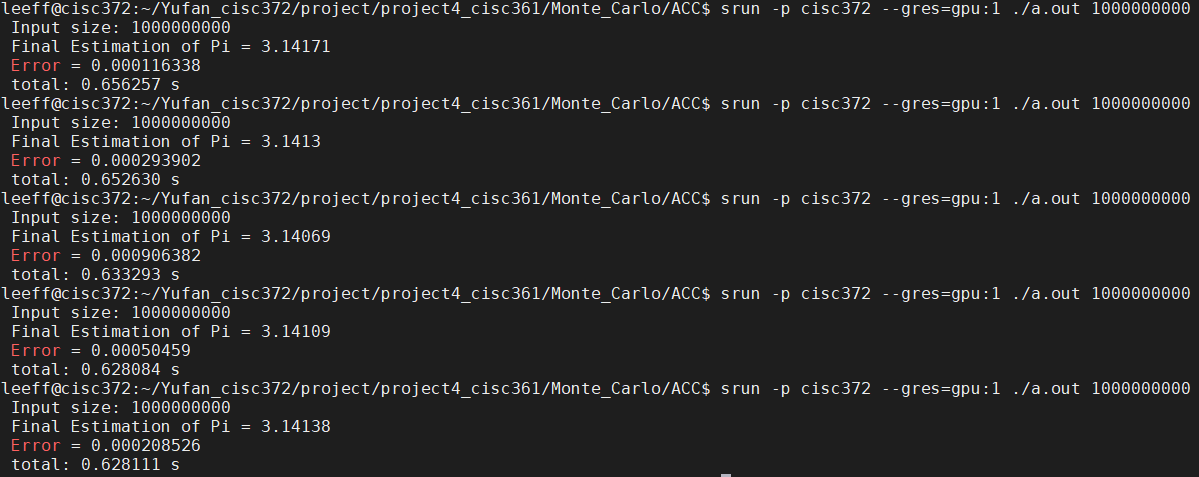 leeff@cisc372:~/Yufan_cisc372/project/project4_cisc361/Monte_Carlo/ACC$ srun -p cisc372 --gres=gpu:1 ./a.out 1000000000
Input size: 1000000000
Final Estimation of Pi = 3.14171
Error = 0.000116338
total: 0.656257 s
leeff@cisc372:~/Yufan_cisc372/project/project4_cisc361/Monte_Carlo/ACC$ srun -p cisc372 --gres=gpu:1 ./a.out 1000000000
Input size: 1000000000
Final Estimation of Pi = 3.1413
Error = 0.000293902
total: 0.652630 s
leeff@cisc372:~/Yufan_cisc372/project/project4_cisc361/Monte_Carlo/ACC$ srun -p cisc372 --gres=gpu:1 ./a.out 1000000000
Input size: 1000000000
Final Estimation of Pi = 3.14069
Error = 0.000906382
total: 0.633293 s
leeff@cisc372:~/Yufan_cisc372/project/project4_cisc361/Monte_Carlo/ACC$ srun -p cisc372 --gres=gpu:1 ./a.out 1000000000
Input size: 1000000000
Final Estimation of Pi = 3.14109
Error = 0.00050459
total: 0.628084 s
leeff@cisc372:~/Yufan_cisc372/project/project4_cisc361/Monte_Carlo/ACC$ srun -p cisc372 --gres=gpu:1 ./a.out 1000000000
Input size: 1000000000
Final Estimation of Pi = 3.14138
Error = 0.000208526
total: 0.628111 s